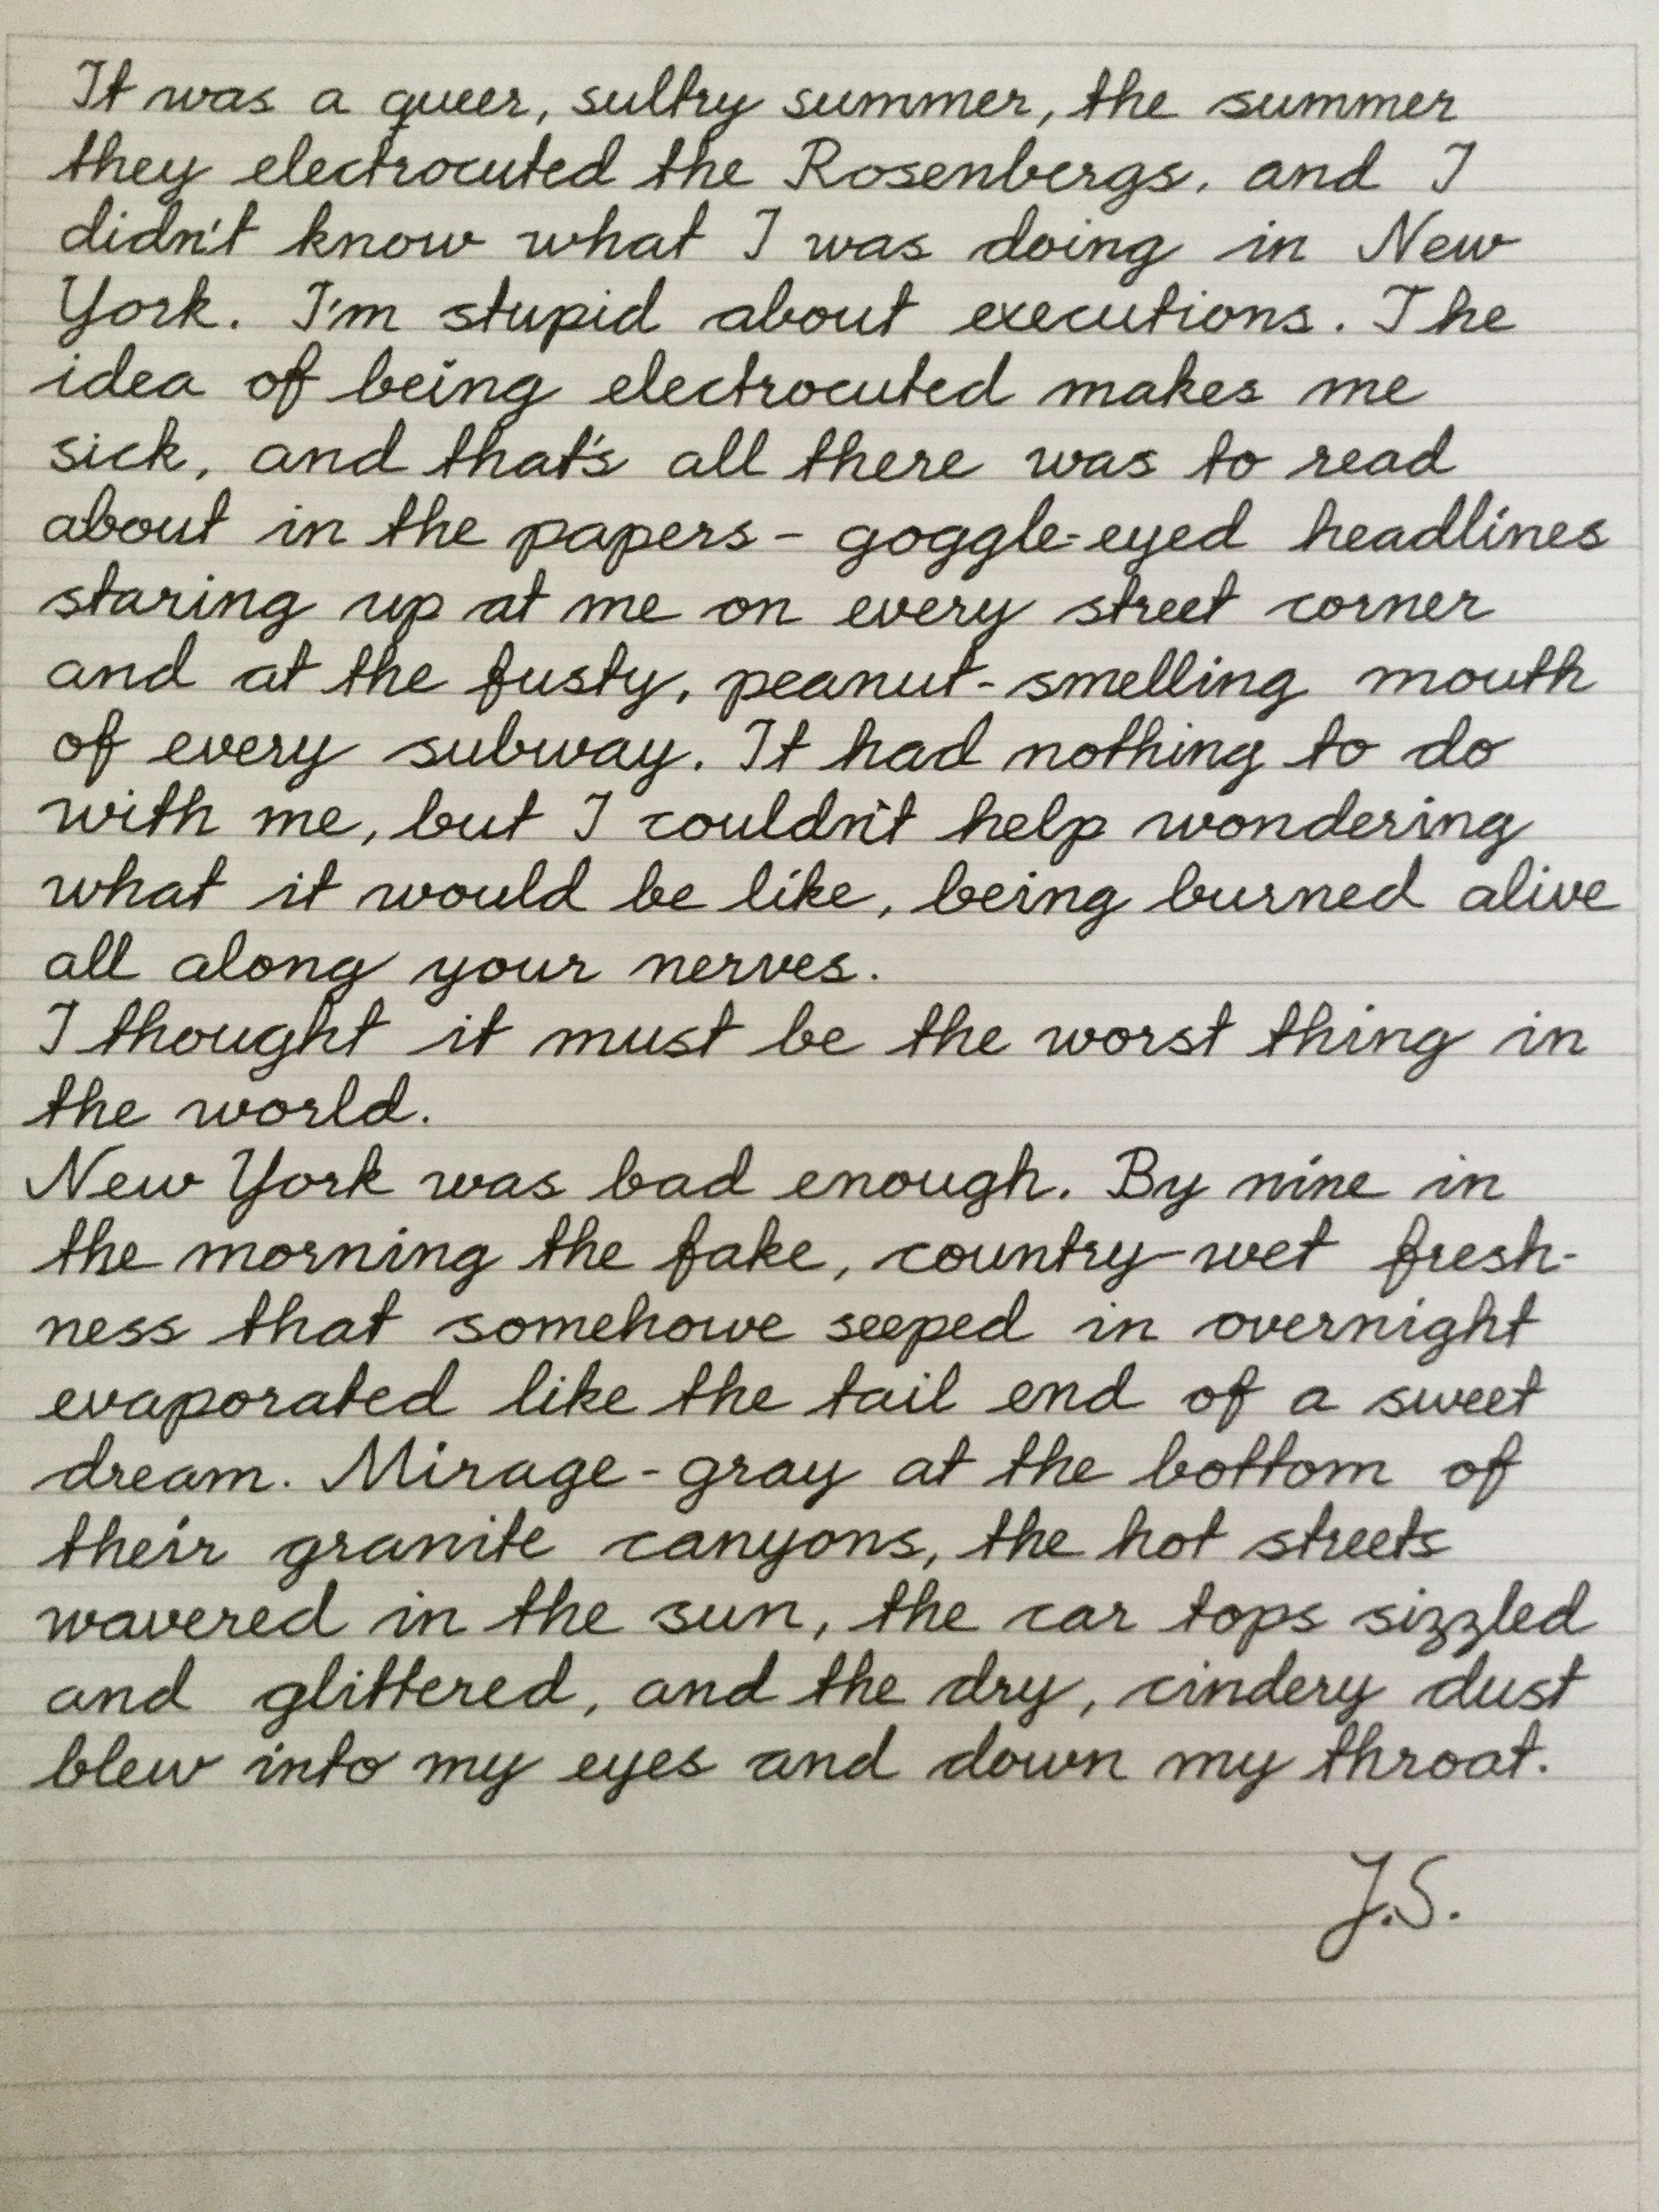 It was a queer, sultry summer, the summer
they electrocuted the Rosenbergs, and I
didn't know what I was doing in New
York. I'm stupid about executions. The
idea of being electrocuted makes me
sick, and that's all there was to read
about in the papers - goggle-eyed headlines
staring up at me on every street corner
and at the fusty, peanut-smelling mouth
of every subway. It had nothing to do
with me, but I couldn't help wondering
what it would be like, being burned alive
all along your nerves.
I thought it must be the worst thing in
the world.
New York was bad enough. By nine in
the morning the fake, country-wet fresh-
ness that somehowe seeped in overnight
evaporated like the tail end of a sweet
dream. Mirage-gray at the bottom of
their granite canyons, the hot streets
wavered in the sun, the car tops sizzled
and glittered, and the dry, cindery dust
blew into my eyes and down my throat.
J.S.